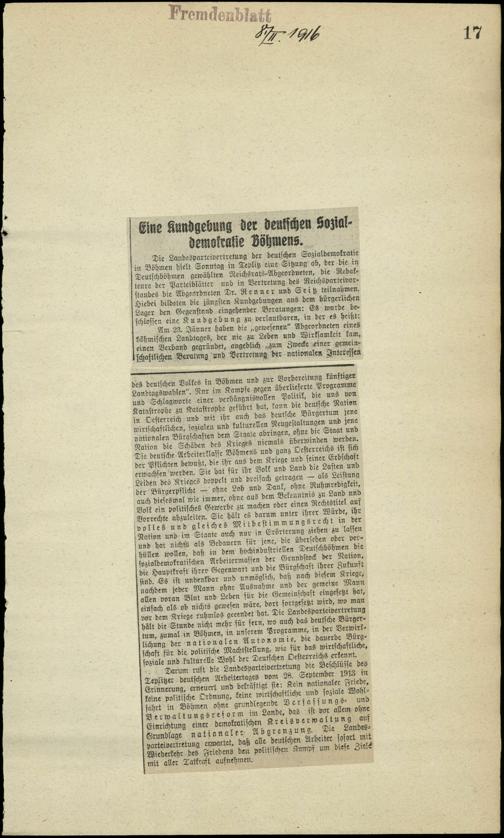 Fremdenblatt
8/II. 1916
17
Eine Kundgebung der deutschen Sozial-
demokratie Böhmens.
Die Landesparteivertretung der deutschen Sozialdemokratie
in Böhmen hielt Sonntag in Teplitz eine Sitzung ab, der die in
Deutschböhmen gewählten Reichsrats-Abgeordneten, die Redak-
teure der Parteiblätter und in Vertretung des Reichsparteivor-
standes die Abgeordneten Dr. Renner und Seitz teilnahmen.
Hiebei bildeten die jüngsten Kundgebungen aus dem bürgerlichen
Lager den Gegenstand eingehender Beratungen: Es wurde be-
schlossen eine Kundgebung zu verlautbaren, in der es heißt:
Am 23. Jänner haben die „gewesenen" Abgeordneten eines
böhmischen Landtages, der nie zu Leben und Wirksamkeit kam,
einen Verband gegründet, angeblich „zum Zwecke einer gemein-
schaftlichen Beratung und Vertretung der nationalen Interessen
des deutschen Volkes in Böhmen und zur Vorbereitung künftiger
Landtagswahlen". Nur im Kampfe gegen überlieferte Programme
und Schlagworte einer verhängnisvollen Politik, die uns von
Katastrophe zu Katastrophe geführt hat, kann die deutsche Nation
in Oesterreich und mit ihr auch das deutsche Bürgertum jene
wirtschaftlichen, sozialen und kulturellen Neugestaltungen und jene
nationalen Bürgschaften dem Staate abringen, ohne die Staat und
Nation die Schäden des Krieges niemals überwinden werden.
Die deutsche Arbeiterklasse Böhmens und ganz Oesterreichs ist sich
der Pflichten bewußt, die ihr aus dem Kriege und seiner Erbschaft
erwachsen werden. Sie hat für ihr Volk und Land die Lasten und
Leiden des Krieges doppelt und dreifach getragen — als Leistung
der Bürgerpflicht — ohne Lob und Dank, ohne Ruhmredigkeit,
auch diesesmal wie immer, ohne aus dem Bekenntnis zu Land und
Volk ein politisches Gewerbe zu machen oder einen Rechtstitel auf
Vorrechte abzuleiten. Sie hält es darum unter ihrer Würde, ihr
volles und gleiches Mitbestimmungsrecht in der
Nation und im Staate auch nur in Erörterung ziehen zu lassen
und hat nichts als Bedauern für jene, die übersehen oder ver-
hüllen wollen, daß in dem hochindustriellen Deutschböhmen die
sozialdemokratischen Arbeitermassen der Grundstock der Nation,
die Hauptkraft ihrer Gegenwart und die Bürgschaft ihrer Zukunft
sind. Es ist undenkbar und unmöglich, daß nach diesem Kriege,
nachdem jeder Mann ohne Ausnahme und der gemeine Mann
allen voran Blut und Leben für die Gemeinschaft eingesetzt hat,
einfach als ob nichts gewesen wäre, dort fortgesetzt wird, wo man
vor dem Kriege ruhmlos geendet hat. Die Landesparteivertretung
hält die Stunde nicht mehr für fern, wo auch das deutsche Bürger-
tum, zumal in Böhmen, in unserem Programme, in der Verwirk-
lichung der nationalen Autonomie, die dauernde Bürg-
schaft für die politische Machtstellung, wie für das wirtschaftliche,
soziale und kulturelle Wohl der Deutschen Oesterreichs erkennt.
Darum ruft die Landesparteivertretung die Beschlüsse des
Teplitzer deutschen Arbeitertages vom 28. September 1913 in
Erinnerung, erneuert und bekräftigt sie: Kein nationaler Friede,
keine politische Ordnung, keine wirtschaftliche und soziale Wohl-
fahrt in Böhmen ohne grundlegende Verfassungs- und
Verwaltungsreform im Lande, das ist vor allem ohne
Einrichtung einer demokratischen Kreisverwaltung auf
Grundlage nationaler Abgrenzung. Die Landes-
parteivertretung erwartet, daß alle deutschen Arbeiter sofort mit
Wiederkehr des Friedens den politischen Kampf um diese Ziele
mit aller Tatkraft aufnehmen.